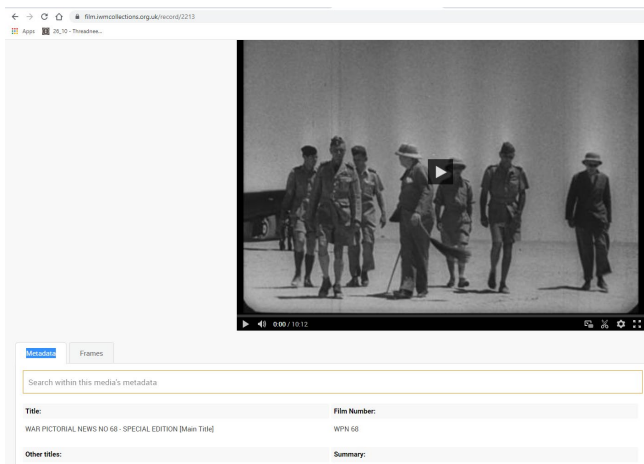 film.iwmcollections.org.uk/record/2213
Apps 26_10 - Threadnee...
0:00 / 10:12
Metadata Frames
Search within this media's metadata
Title: Film Number:
WAR PICTORIAL NEWS NO 68 - SPECIAL EDITION [Main Title] WPN 68
Other titles: Summary: